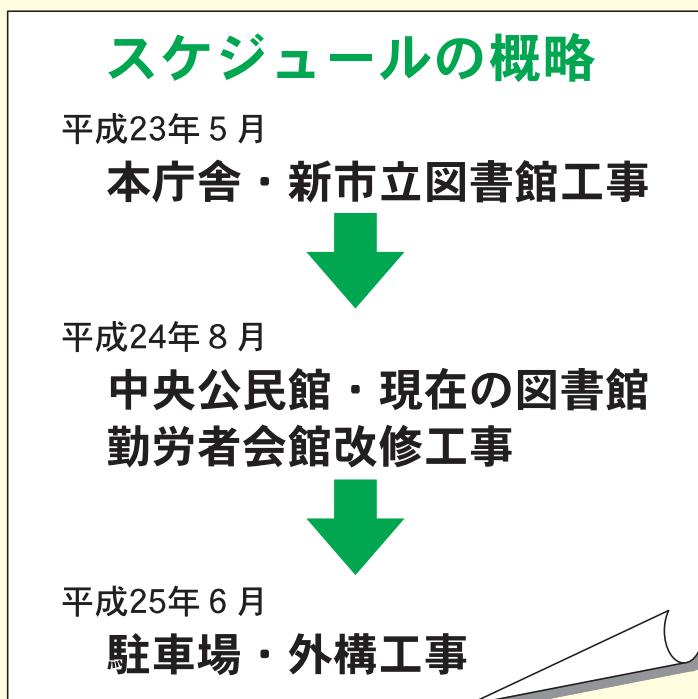 スケジュールの概略
平成23年５月
本庁舎・新市立図書館工事
平成24年８月
中央公民館・現在の図書館
勤労者会館改修工事
平成25年６月
駐車場・外構工事